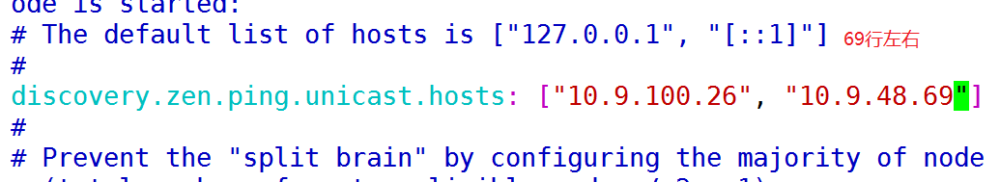 ode is started:
# The default list of hosts is ["127.0.0.1", "[::1]"] 69行左右
#
discovery.zen.ping.unicast.hosts: ["10.9.100.26", "10.9.48.69"]
#
# Prevent the "split brain" by configuring the majority of node